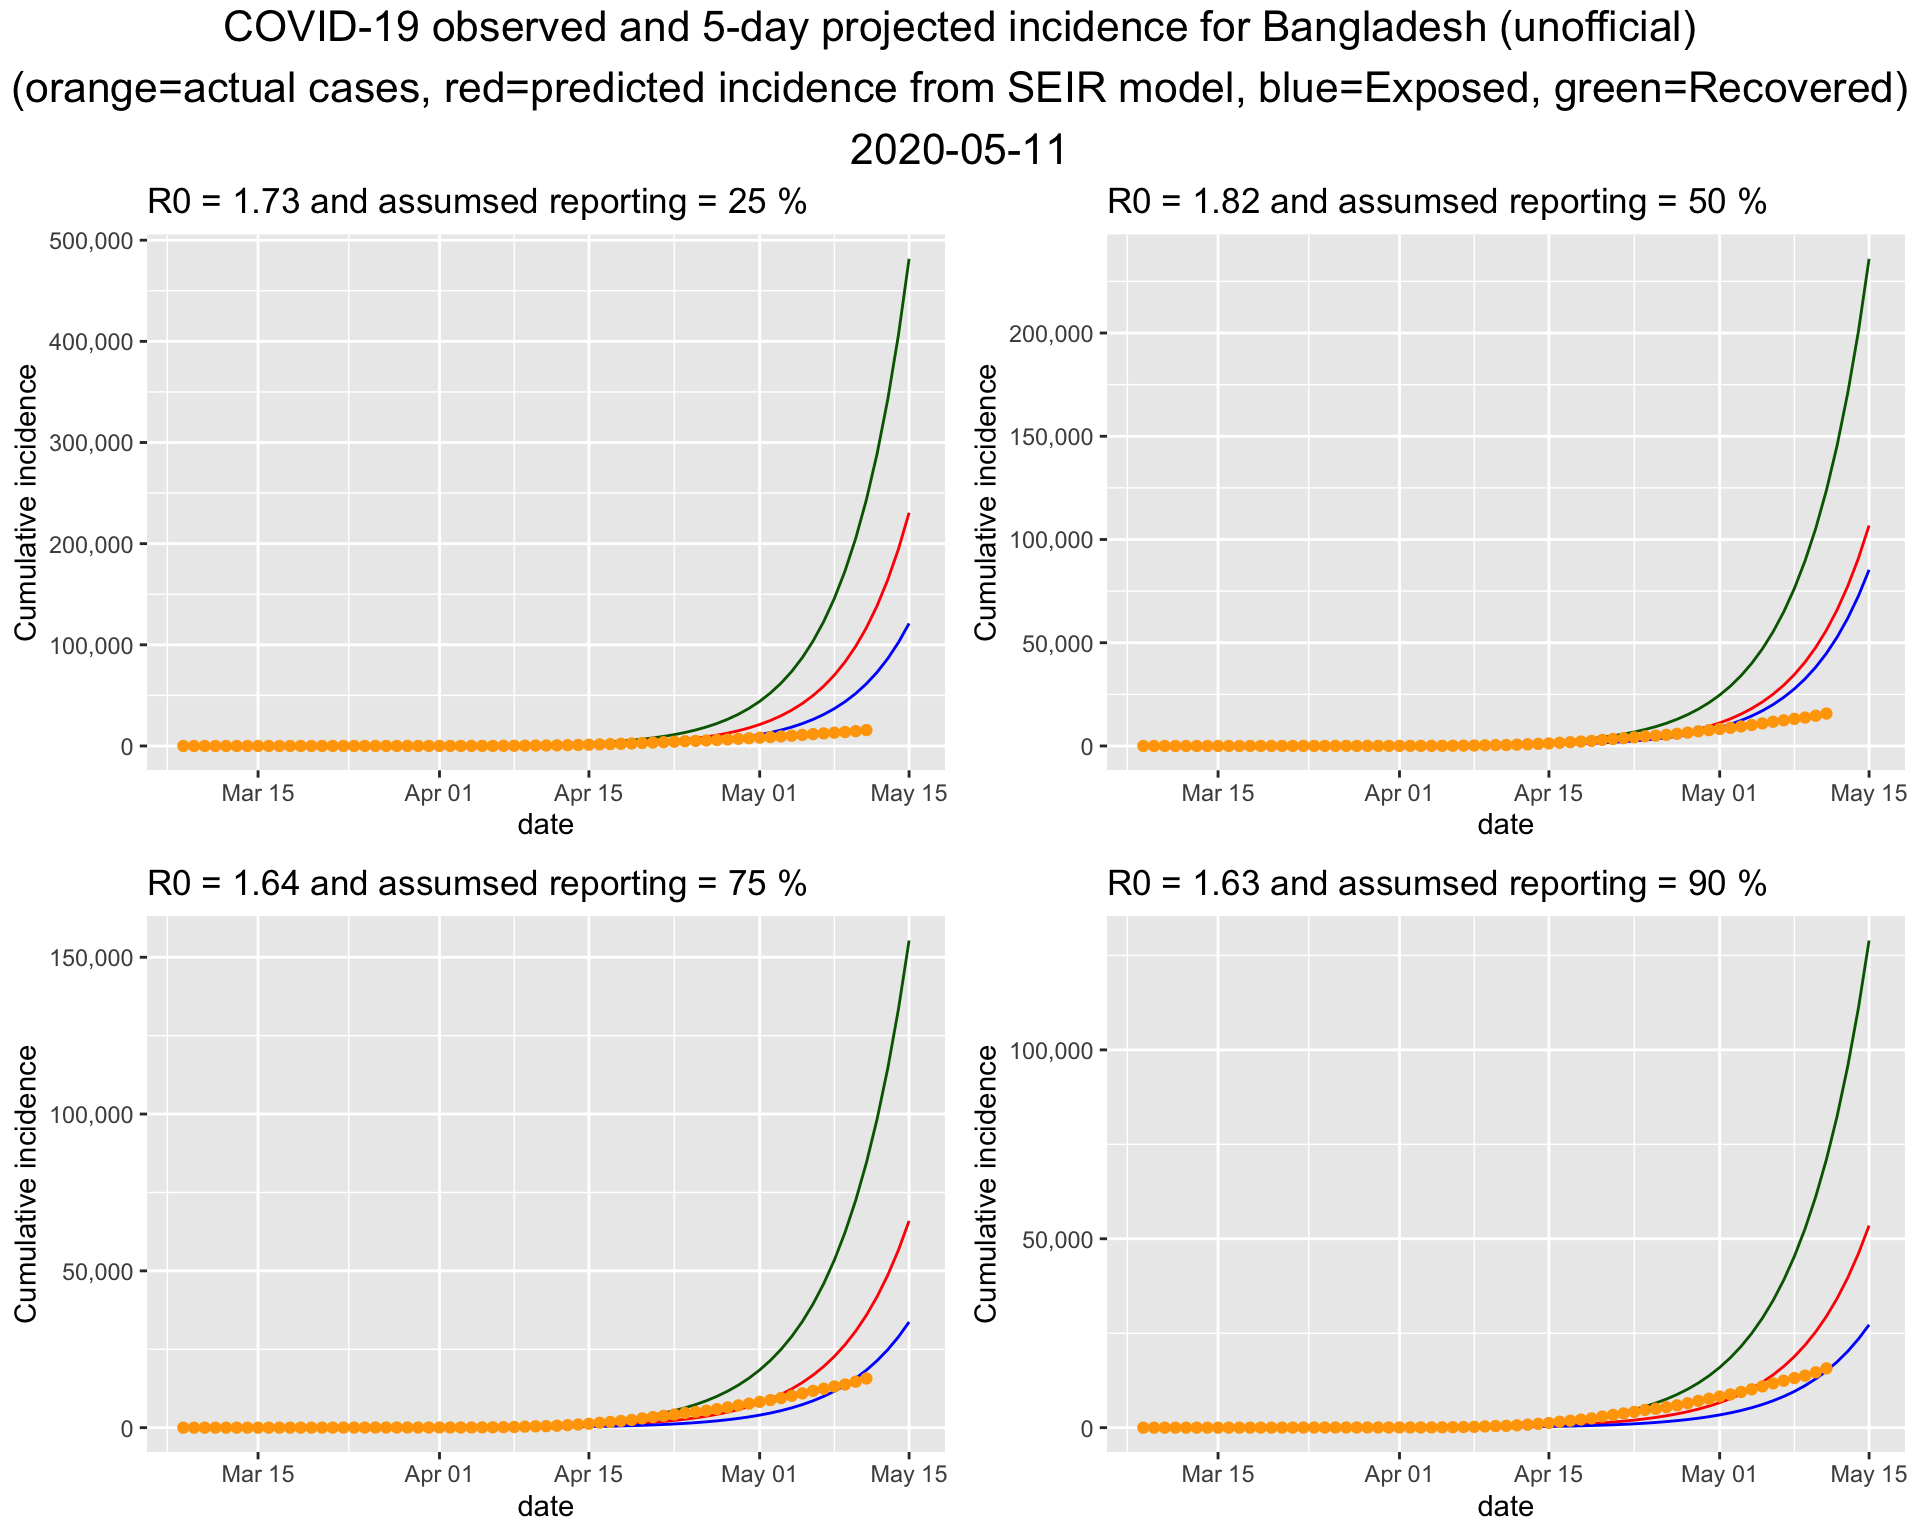 COVID-19 observed and 5-day projected incidence for Bangladesh (unofficial)
(orange=actual cases, red=predicted incidence from SEIR model, blue=Exposed, green=Recovered)
2020-05-11
R0 = 1.73 and assumsed reporting = 25 %
500,000
400,000
300,000
200,000
100,000
0
Cumulative incidence
Mar 15
Apr 01
Apr 15
May 01
May 15
date
R0 = 1.82 and assumsed reporting = 50 %
200,000
150,000
100,000
50,000
0
Cumulative incidence
Mar 15
Apr 01
Apr 15
May 01
May 15
date
R0 = 1.64 and assumsed reporting = 75 %
150,000
100,000
50,000
0
Cumulative incidence
Mar 15
Apr 01
Apr 15
May 01
May 15
date
R0 = 1.63 and assumsed reporting = 90 %
100,000
50,000
0
Cumulative incidence
Mar 15
Apr 01
Apr 15
May 01
May 15
date